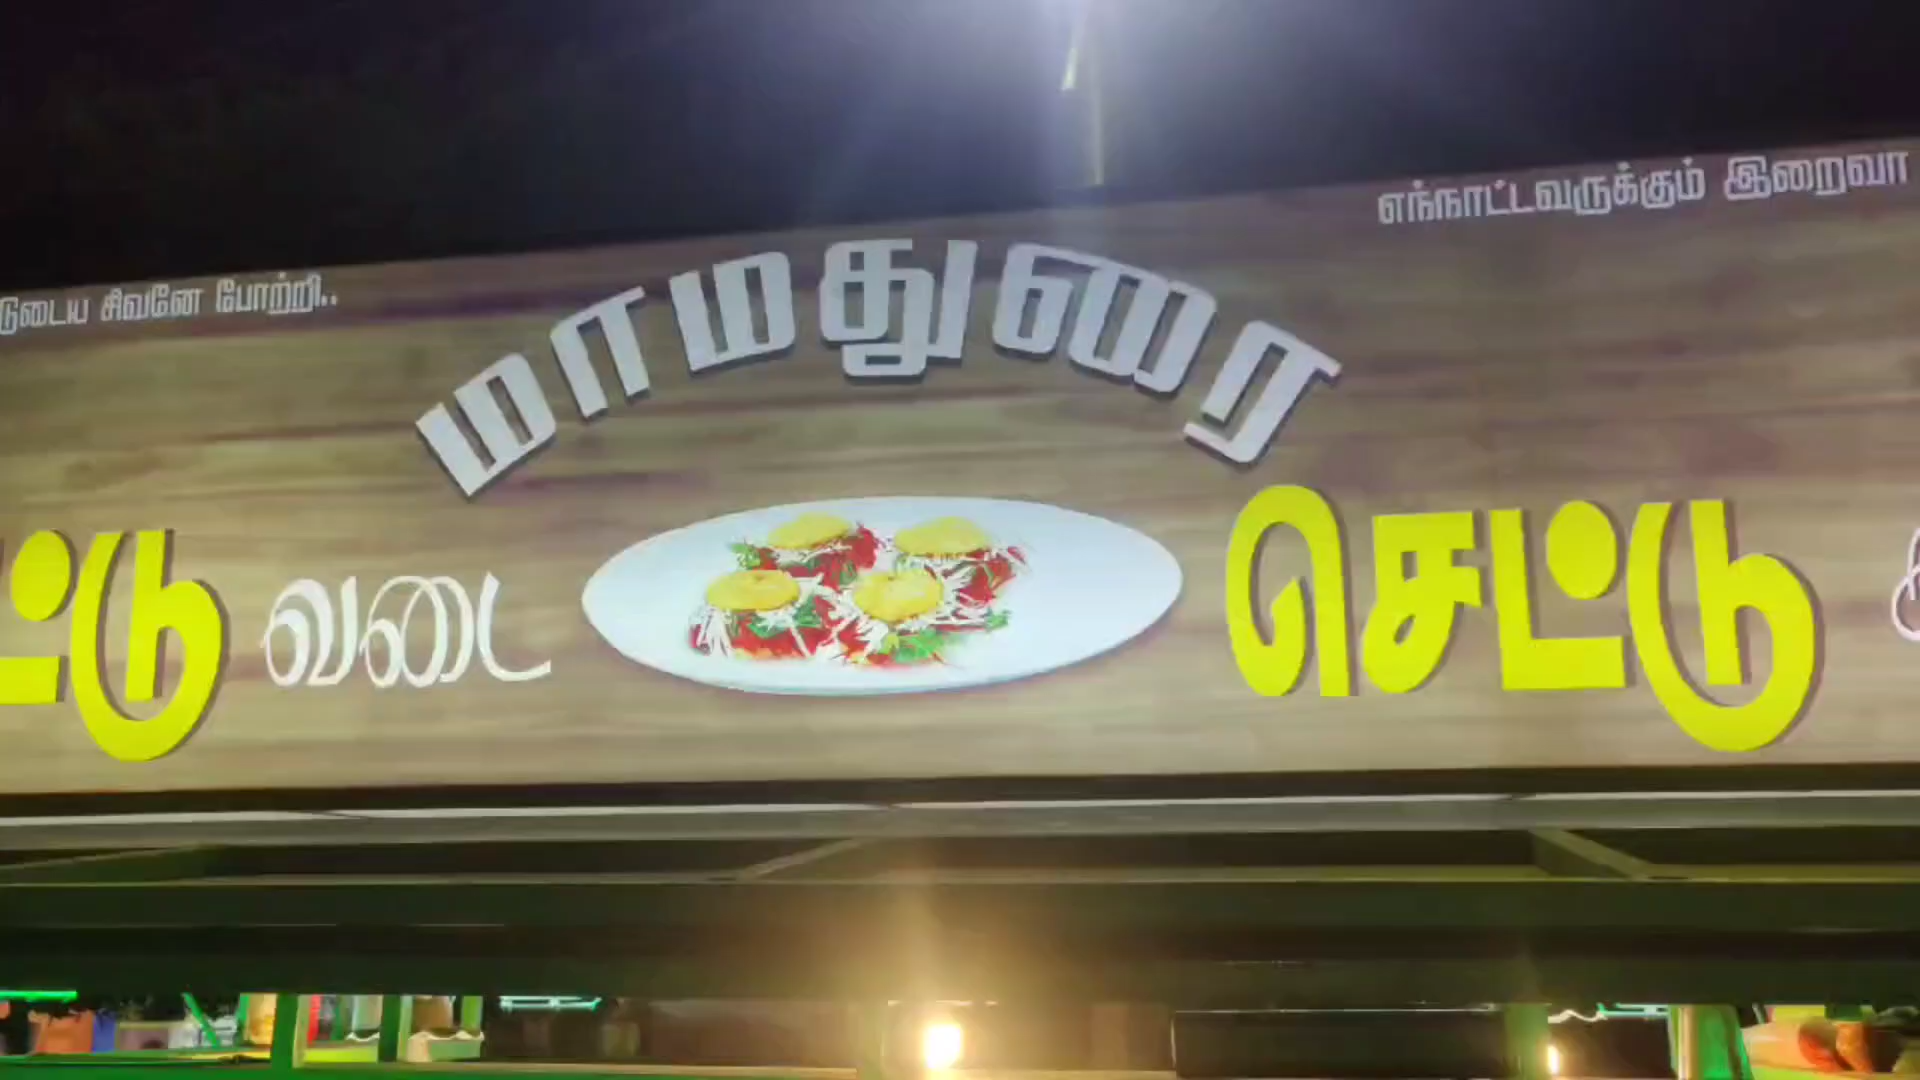 சிவனே போற்றி..
எந்நாட்டவருக்கும் இறைவா
மாமதுரை
வடை
செட்டு